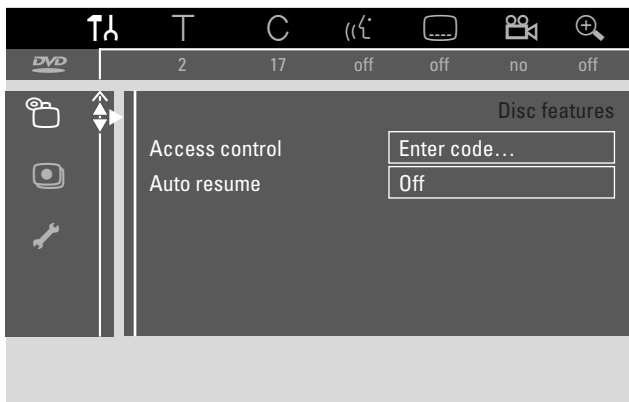 T C
DVD 2 17 off off no off
Disc features
Access control Enter code...
Auto resume Off